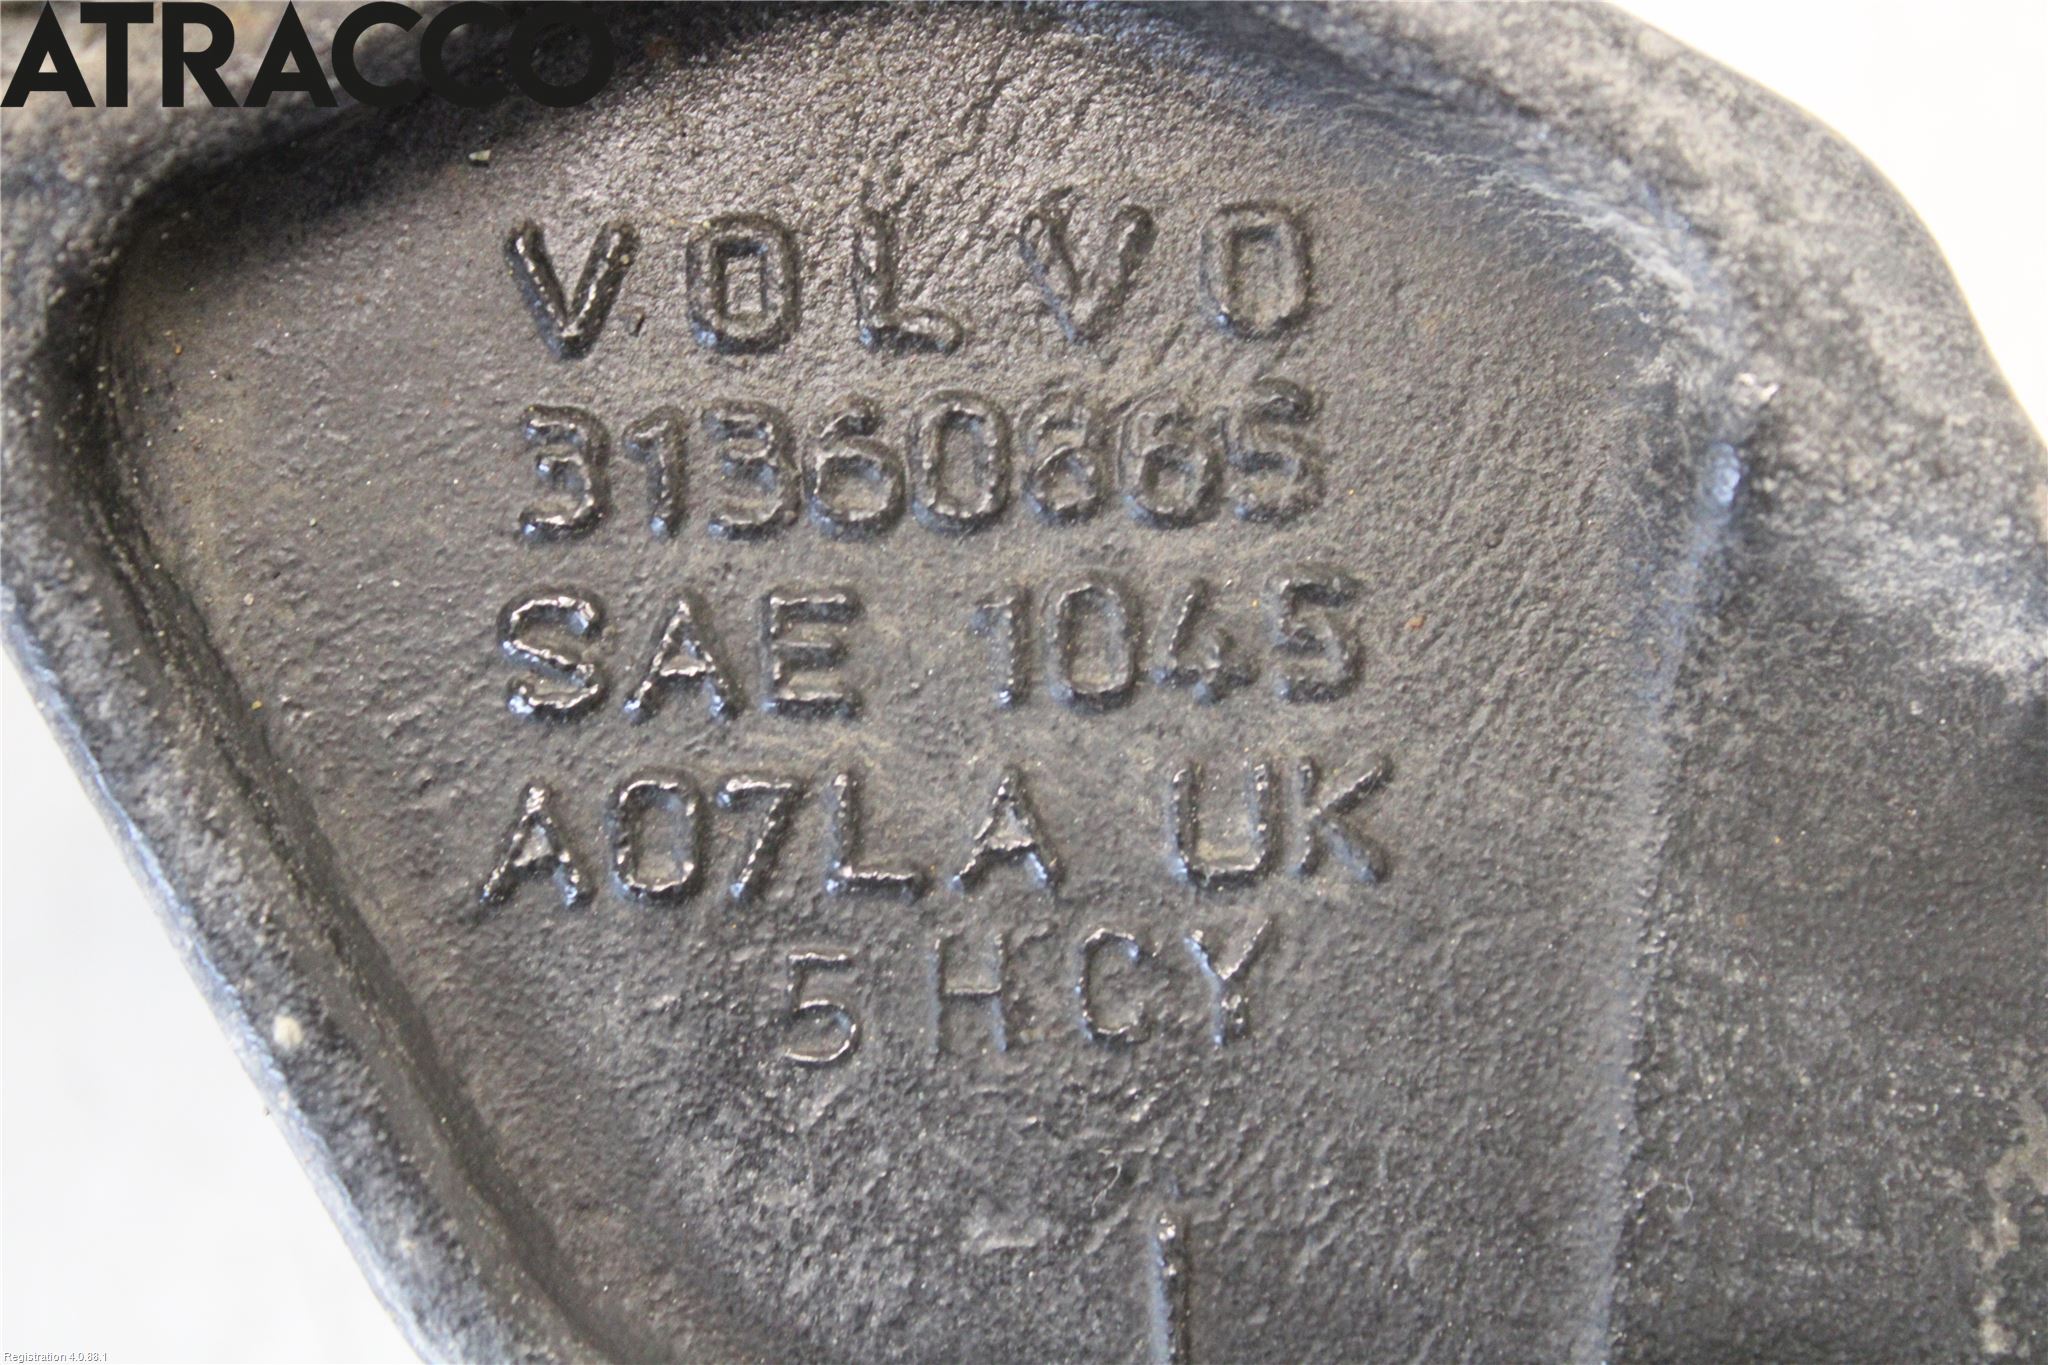 ATRACCO
VOLVO
31360665
SAE 1045
A07LA UK
5HCY
Registration 4.0.88.1